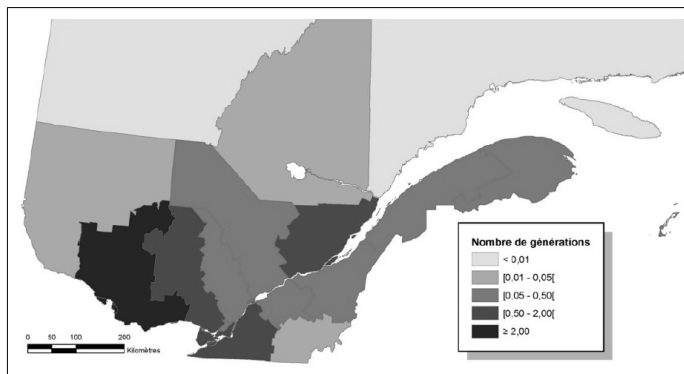 Nombre de générations
< 0,01
[0,01 - 0,05[
[0,05 - 0,50[
[0,50 - 2,00[
≥ 2,00
0 50 100 200
Kilomètres